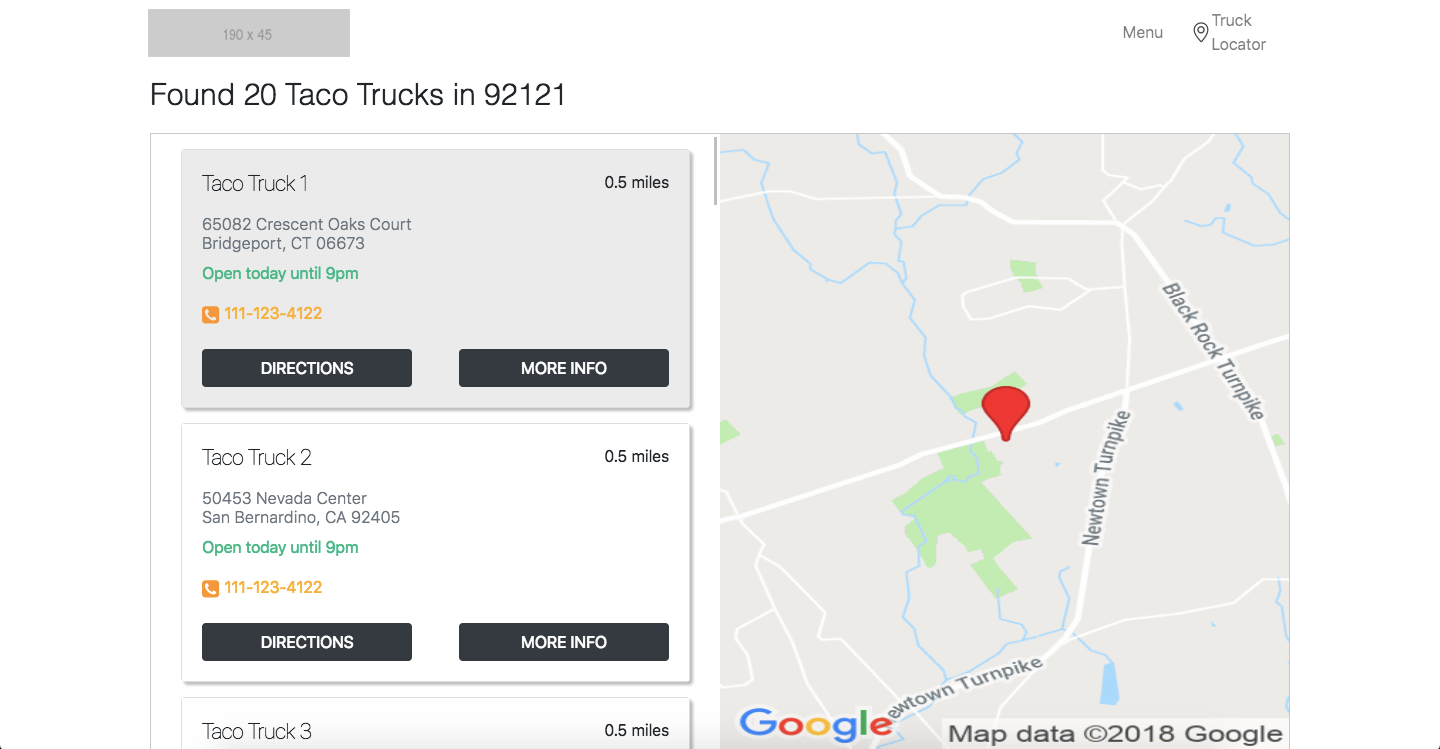 190 x 45
Menu
Truck
Locator
Found 20 Taco Trucks in 92121
Taco Truck 1
0.5 miles
65082 Crescent Oaks Court
Bridgeport, CT 06673
Open today until 9pm
111-123-4122
DIRECTIONS
MORE INFO
Taco Truck 2
0.5 miles
50453 Nevada Center
San Bernardino, CA 92405
Open today until 9pm
111-123-4122
DIRECTIONS
MORE INFO
Taco Truck 3
0.5 miles
Black Rock Turnpike
Newtown Turnpike
ewtown Turnpike
Google
Map data ©2018 Google